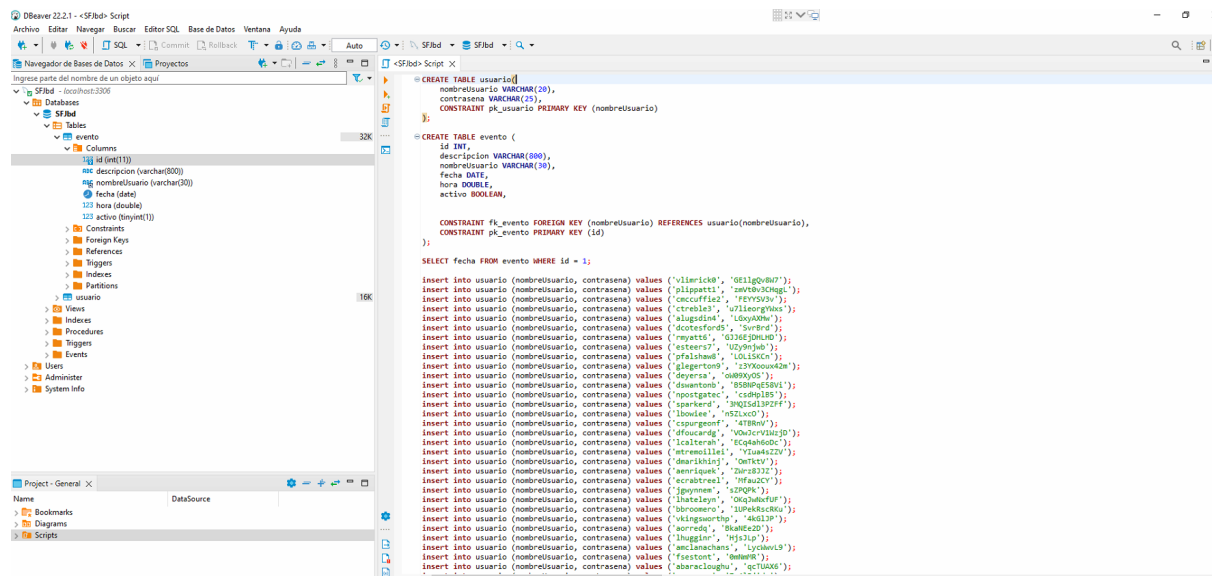 DBeaver 22.2.1 - <SFJbd> Script
Archivo Editar Navegar Buscar Editor SQL Base de Datos Ventana Ayuda
SQL Commit Rollback Auto SFJbd SFJbd
Navegador de Bases de Datos Proyectos
<SFJbd> Script
Ingrese parte del nombre de un objeto aquí
SFJbd - localhost:3306
Databases
SFJbd
Tables
evento 32K
Columns
id (int(11))
descripcion (varchar(800))
nombreUsuario (varchar(30))
fecha (date)
hora (double)
activo (tinyint(1))
Constraints
Foreign Keys
References
Triggers
Indexes
Partitions
usuario 16K
Views
Indexes
Procedures
Triggers
Events
Users
Administer
System Info
Project - General
Name DataSource
Bookmarks
Diagrams
Scripts
CREATE TABLE usuario(
nombreUsuario VARCHAR(20),
contrasena VARCHAR(25),
CONSTRAINT pk_usuario PRIMARY KEY (nombreUsuario)
);
CREATE TABLE evento (
id INT,
descripcion VARCHAR(800),
nombreUsuario VARCHAR(30),
fecha DATE,
hora DOUBLE,
activo BOOLEAN,
CONSTRAINT fk_evento FOREIGN KEY (nombreUsuario) REFERENCES usuario(nombreUsuario),
CONSTRAINT pk_evento PRIMARY KEY (id)
);
SELECT fecha FROM evento WHERE id = 1;
insert into usuario (nombreUsuario, contrasena) values ('vlimrick0', 'GEilgQv8W7');
insert into usuario (nombreUsuario, contrasena) values ('plippatt1', 'zmVt0v3CHqgL');
insert into usuario (nombreUsuario, contrasena) values ('cmccuffie2', 'FEYYSV3v');
insert into usuario (nombreUsuario, contrasena) values ('ctreble3', 'u7lieorgYWxs');
insert into usuario (nombreUsuario, contrasena) values ('alugsdin4', 'LGxyAXHw');
insert into usuario (nombreUsuario, contrasena) values ('dcotesford5', 'SvrBrd');
insert into usuario (nombreUsuario, contrasena) values ('rmyatt6', 'GJJ6EjDHLHD');
insert into usuario (nombreUsuario, contrasena) values ('esteers7', 'UZy9njwb');
insert into usuario (nombreUsuario, contrasena) values ('pfalshaw8', 'LOLiSKCn');
insert into usuario (nombreUsuario, contrasena) values ('glegerton9', 'z3YXooux42m');
insert into usuario (nombreUsuario, contrasena) values ('deyersa', 'oW09XyOS');
insert into usuario (nombreUsuario, contrasena) values ('dswantonb', 'B5BNPqE58Vi');
insert into usuario (nombreUsuario, contrasena) values ('npostgatec', 'csdHplB5');
insert into usuario (nombreUsuario, contrasena) values ('sparkerd', '3MQISdl3PZFf');
insert into usuario (nombreUsuario, contrasena) values ('lbowiee', 'n5ZLxcO');
insert into usuario (nombreUsuario, contrasena) values ('cspurgeonf', '4TBRnV');
insert into usuario (nombreUsuario, contrasena) values ('dfoucardg', 'VOwJcrV1WzjD');
insert into usuario (nombreUsuario, contrasena) values ('lcalterah', 'ECq4ah6oDc');
insert into usuario (nombreUsuario, contrasena) values ('mtremoillei', 'YIua4sZZV');
insert into usuario (nombreUsuario, contrasena) values ('dmarikhinj', 'OmTktV');
insert into usuario (nombreUsuario, contrasena) values ('aenriquek', 'ZWrz8JJZ');
insert into usuario (nombreUsuario, contrasena) values ('ecrabtreel', 'Mfau2CY');
insert into usuario (nombreUsuario, contrasena) values ('jgwynnem', 'sZPQPk');
insert into usuario (nombreUsuario, contrasena) values ('lhateleyn', 'OKqJwNxfUF');
insert into usuario (nombreUsuario, contrasena) values ('bbroomero', '1UPekRscRKu');
insert into usuario (nombreUsuario, contrasena) values ('vkingsworthp', '4kGlJP');
insert into usuario (nombreUsuario, contrasena) values ('aorredq', 'BkaNEe2D');
insert into usuario (nombreUsuario, contrasena) values ('lhugginr', 'HjsJLp');
insert into usuario (nombreUsuario, contrasena) values ('amclanachans', 'LycWwvL9');
insert into usuario (nombreUsuario, contrasena) values ('fsestont', '0mNmMR');
insert into usuario (nombreUsuario, contrasena) values ('abaracloughu', 'qcTUAX6');